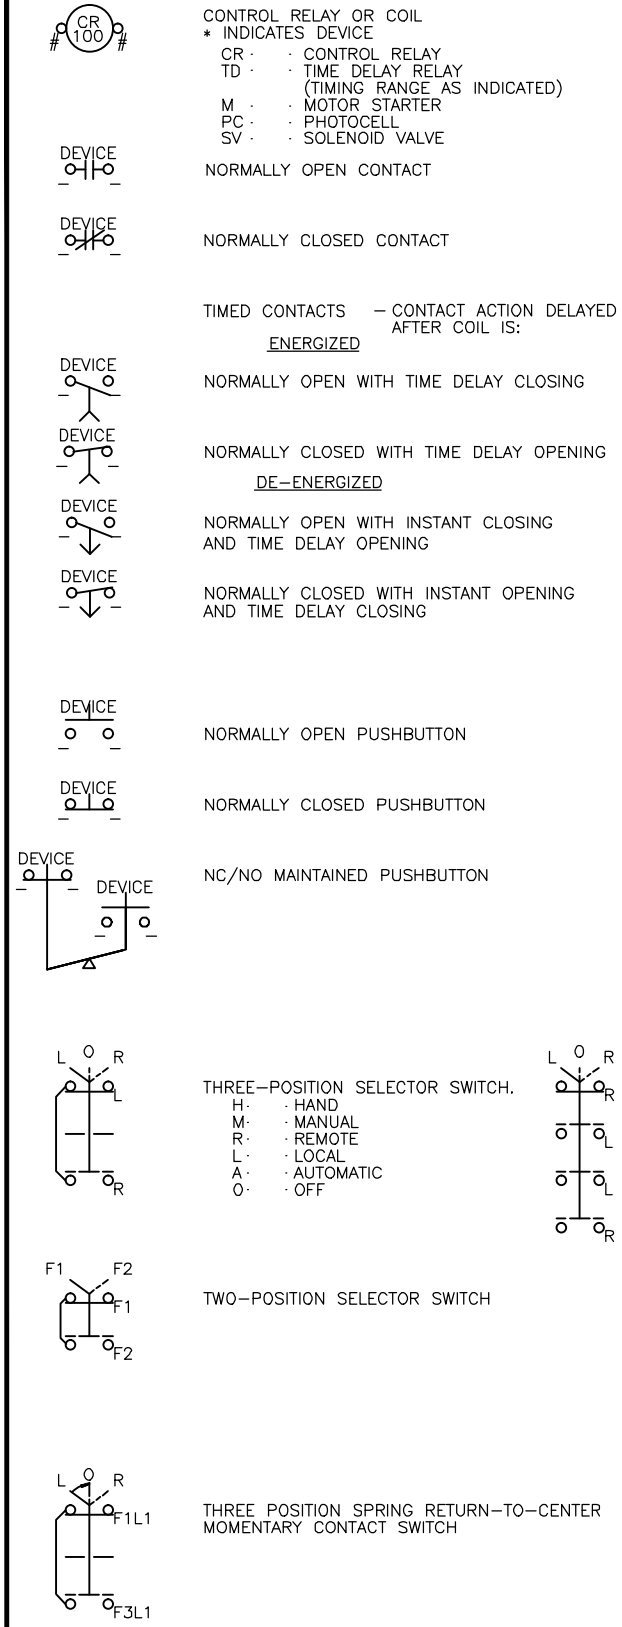 CR
100
# #
CONTROL RELAY OR COIL
* INDICATES DEVICE
CR - - CONTROL RELAY
TD - - TIME DELAY RELAY
(TIMING RANGE AS INDICATED)
M - - MOTOR STARTER
PC - - PHOTOCELL
SV - - SOLENOID VALVE
DEVICE
NORMALLY OPEN CONTACT
DEVICE
NORMALLY CLOSED CONTACT
TIMED CONTACTS – CONTACT ACTION DELAYED
AFTER COIL IS:
ENERGIZED
DEVICE
NORMALLY OPEN WITH TIME DELAY CLOSING
DEVICE
NORMALLY CLOSED WITH TIME DELAY OPENING
DE–ENERGIZED
DEVICE
NORMALLY OPEN WITH INSTANT CLOSING
AND TIME DELAY OPENING
DEVICE
NORMALLY CLOSED WITH INSTANT OPENING
AND TIME DELAY CLOSING
DEVICE
NORMALLY OPEN PUSHBUTTON
DEVICE
NORMALLY CLOSED PUSHBUTTON
DEVICE
DEVICE
NC/NO MAINTAINED PUSHBUTTON
L O R
L
R
THREE–POSITION SELECTOR SWITCH.
H- - HAND
M- - MANUAL
R- - REMOTE
L- - LOCAL
A- - AUTOMATIC
O- - OFF
L O R
R
L
L
R
F1 F2
F1
F2
TWO–POSITION SELECTOR SWITCH
L O R
F1L1
F3L1
THREE POSITION SPRING RETURN–TO–CENTER
MOMENTARY CONTACT SWITCH